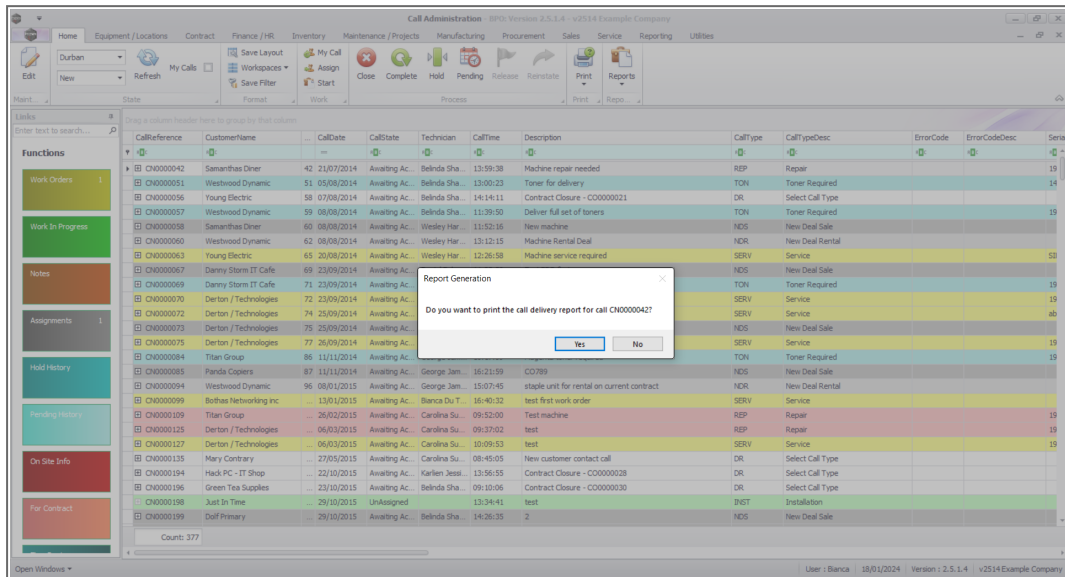 Call Administration - BPO: Version 2.5.1.4 - v2514 Example Company
Home Equipment / Locations Contract Finance / HR Inventory Maintenance / Projects Manufacturing Procurement Sales Service Reporting Utilities
Edit
Durban
New
Refresh
My Calls
Save Layout
Workspaces
Save Filter
My Call
Assign
Start
Close Complete Hold Pending Release Reinstate
Print
Reports
Maint... State Format Work Process Print Repo...
Links
Enter text to search...
Functions
Work Orders 1
Work In Progress
Notes
Assignments 1
Hold History
Pending History
On Site Info
For Contract
Drag a column header here to group by that column
CallReference CustomerName ... CallDate CallState Technician CallTime Description CallType CallTypeDesc ErrorCode ErrorCodeDesc Seria
CN0000042 Samanthas Diner 42 21/07/2014 Awaiting Ac... Belinda Sha... 13:59:38 Machine repair needed REP Repair 19
CN0000051 Westwood Dynamic 51 05/08/2014 Awaiting Ac... Belinda Sha... 13:00:23 Toner for delivery TON Toner Required 14
CN0000056 Young Electric 58 07/08/2014 Awaiting Ac... Belinda Sha... 14:14:11 Contract Closure - CO0000021 DR Select Call Type
CN0000057 Westwood Dynamic 59 08/08/2014 Awaiting Ac... Belinda Sha... 11:39:50 Deliver full set of toners TON Toner Required 19
CN0000058 Samanthas Diner 60 08/08/2014 Awaiting Ac... Wesley Har... 11:52:16 New machine NDS New Deal Sale
CN0000060 Westwood Dynamic 62 08/08/2014 Awaiting Ac... Wesley Har... 13:12:15 Machine Rental Deal NDR New Deal Rental
CN0000063 Young Electric 65 20/08/2014 Awaiting Ac... Wesley Har... 12:26:58 Machine service required SERV Service
CN0000067 Danny Storm IT Cafe 69 23/09/2014 NDS New Deal Sale
CN0000069 Danny Storm IT Cafe 71 23/09/2014 TON Toner Required 19
CN0000070 Derton / Technologies 72 23/09/2014 SERV Service 19
CN0000072 Derton / Technologies 74 25/09/2014 SERV Service ab
CN0000073 Derton / Technologies 75 25/09/2014 NDS New Deal Sale
CN0000075 Derton / Technologies 77 26/09/2014 SERV Service 19
CN0000084 Titan Group 86 11/11/2014 TON Toner Required 19
CN0000085 Panda Copiers 87 11/11/2014 Awaiting Ac... George Jam... 16:21:59 CO789 NDS New Deal Sale
CN0000094 Westwood Dynamic 96 08/01/2015 Awaiting Ac... George Jam... 15:07:45 staple unit for rental on current contract NDR New Deal Rental
CN0000099 Bothas Networking inc ... 13/01/2015 Awaiting Ac... Bianca Du T... 16:40:32 test first work order SERV Service
CN0000109 Titan Group ... 26/02/2015 Awaiting Ac... Carolina Su... 09:52:00 Test machine REP Repair 19
CN0000125 Derton / Technologies ... 06/03/2015 Awaiting Ac... Carolina Su... 09:37:02 test REP Repair 19
CN0000127 Derton / Technologies ... 06/03/2015 Awaiting Ac... Carolina Su... 10:09:53 test SERV Service 19
CN0000135 Mary Contrary ... 27/05/2015 Awaiting Ac... Carolina Su... 08:45:05 New customer contact call DR Select Call Type
CN0000194 Hack PC - IT Shop ... 22/10/2015 Awaiting Ac... Karlien Jessi... 13:56:55 Contract Closure - CO0000028 DR Select Call Type
CN0000196 Green Tea Supplies ... 23/10/2015 Awaiting Ac... Belinda Sha... 09:10:06 Contract Closure - CO0000030 DR Select Call Type
CN0000198 Just In Time ... 29/10/2015 UnAssigned 13:34:41 test INST Installation
CN0000199 Dolf Primary ... 29/10/2015 Awaiting Ac... Belinda Sha... 14:26:35 2 NDS New Deal Sale
Count: 377
Report Generation
Do you want to print the call delivery report for call CN0000042?
Yes No
Open Windows
User : Bianca 18/01/2024 Version : 2.5.1.4 v2514 Example Company